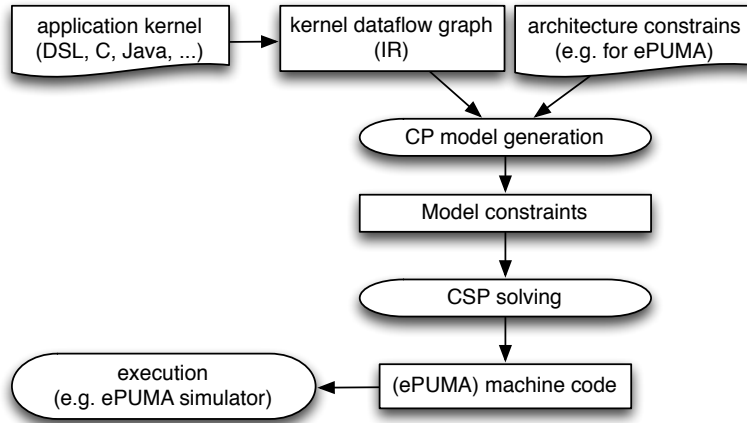 application kernel
(DSL, C, Java, ...)
kernel dataflow graph
(IR)
architecture constrains
(e.g. for ePUMA)
CP model generation
Model constraints
CSP solving
execution
(e.g. ePUMA simulator)
(ePUMA) machine code